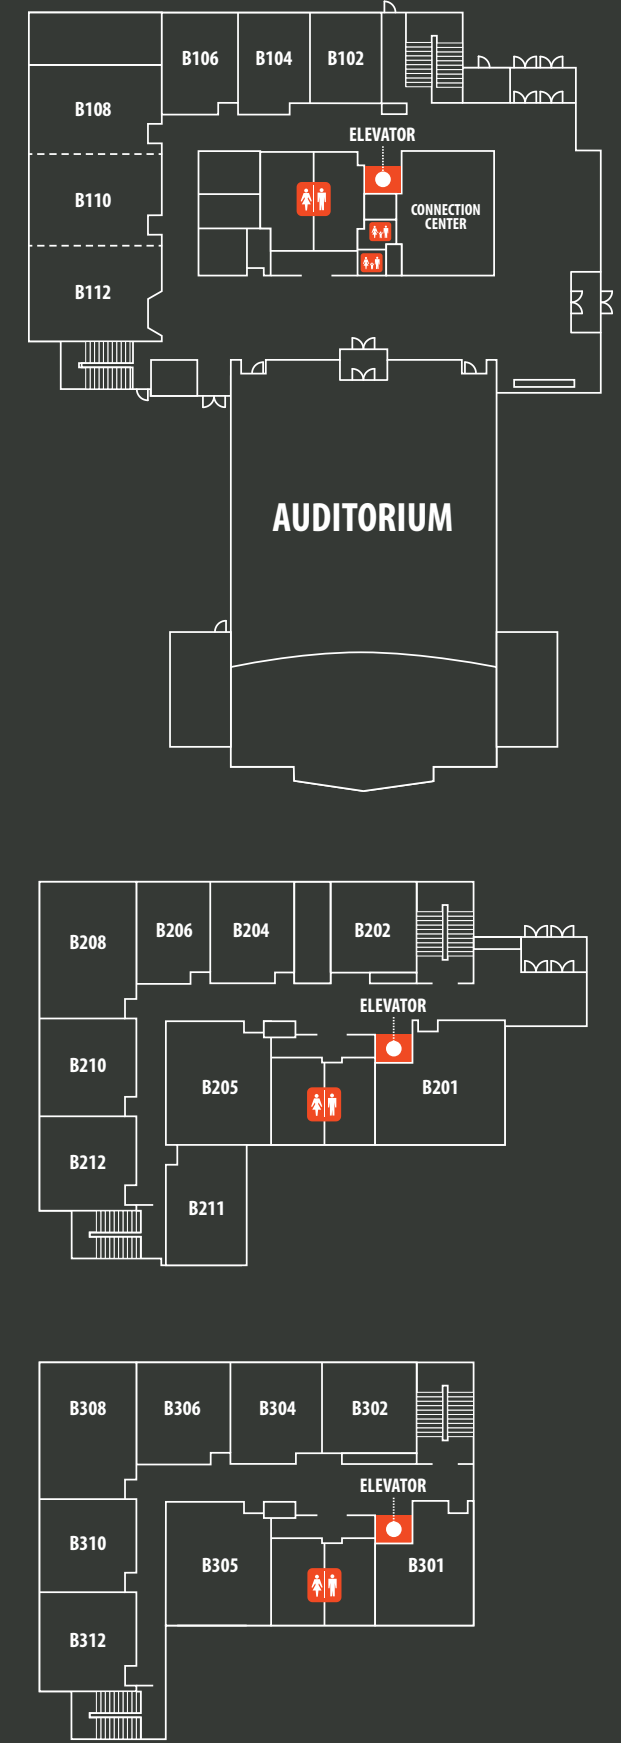 B106
B104
B102
B108
ELEVATOR
B110
CONNECTION
CENTER
B112
AUDITORIUM
B206
B204
B202
B208
ELEVATOR
B210
B205
B201
B212
B211
B308
B306
B304
B302
ELEVATOR
B310
B305
B301
B312